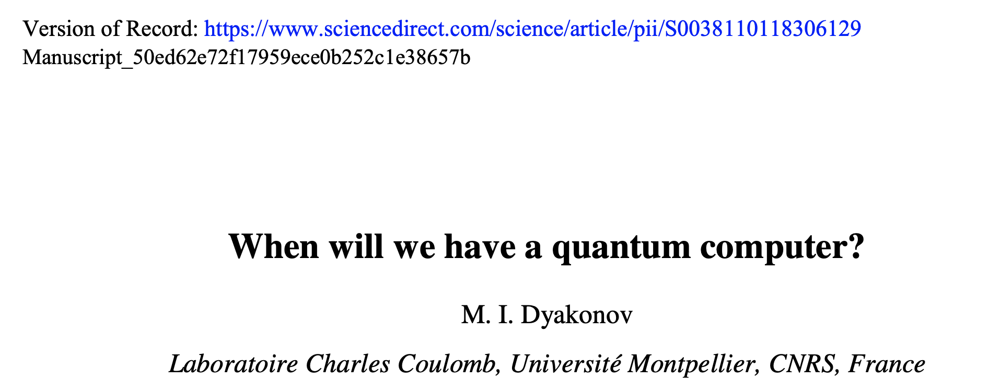 Version of Record: https://www.sciencedirect.com/science/article/pii/S0038110118306129
Manuscript_50ed62e72f17959ece0b252c1e38657b
When will we have a quantum computer?
M. I. Dyakonov
Laboratoire Charles Coulomb, Université Montpellier, CNRS, France